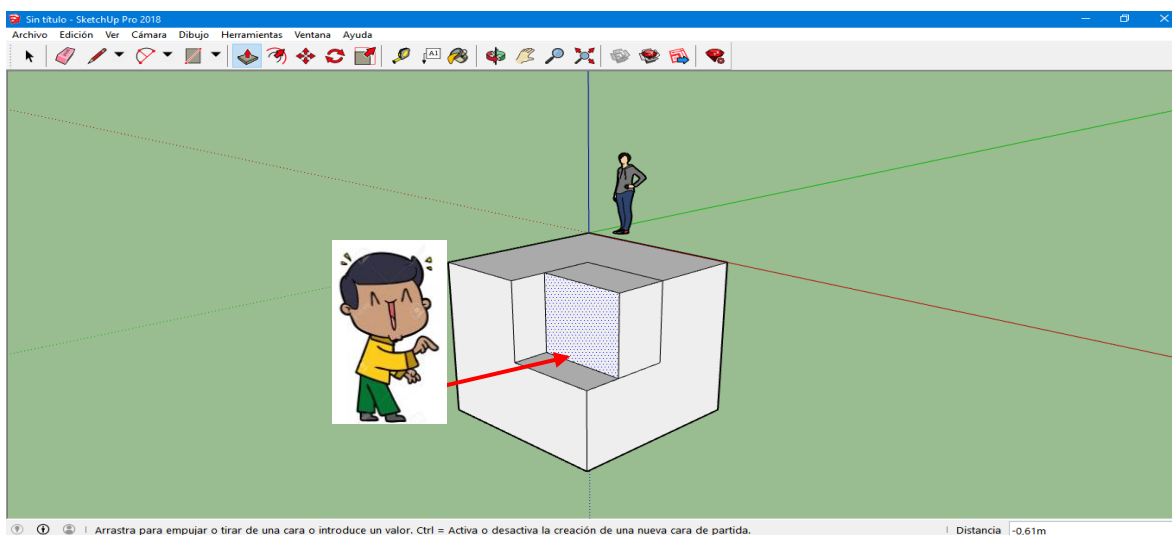 Sin título - SketchUp Pro 2018
Archivo Edición Ver Cámara Dibujo Herramientas Ventana Ayuda
A1
Arrastra para empujar o tirar de una cara o introduce un valor. Ctrl = Activa o desactiva la creación de una nueva cara de partida.
Distancia -0,61m